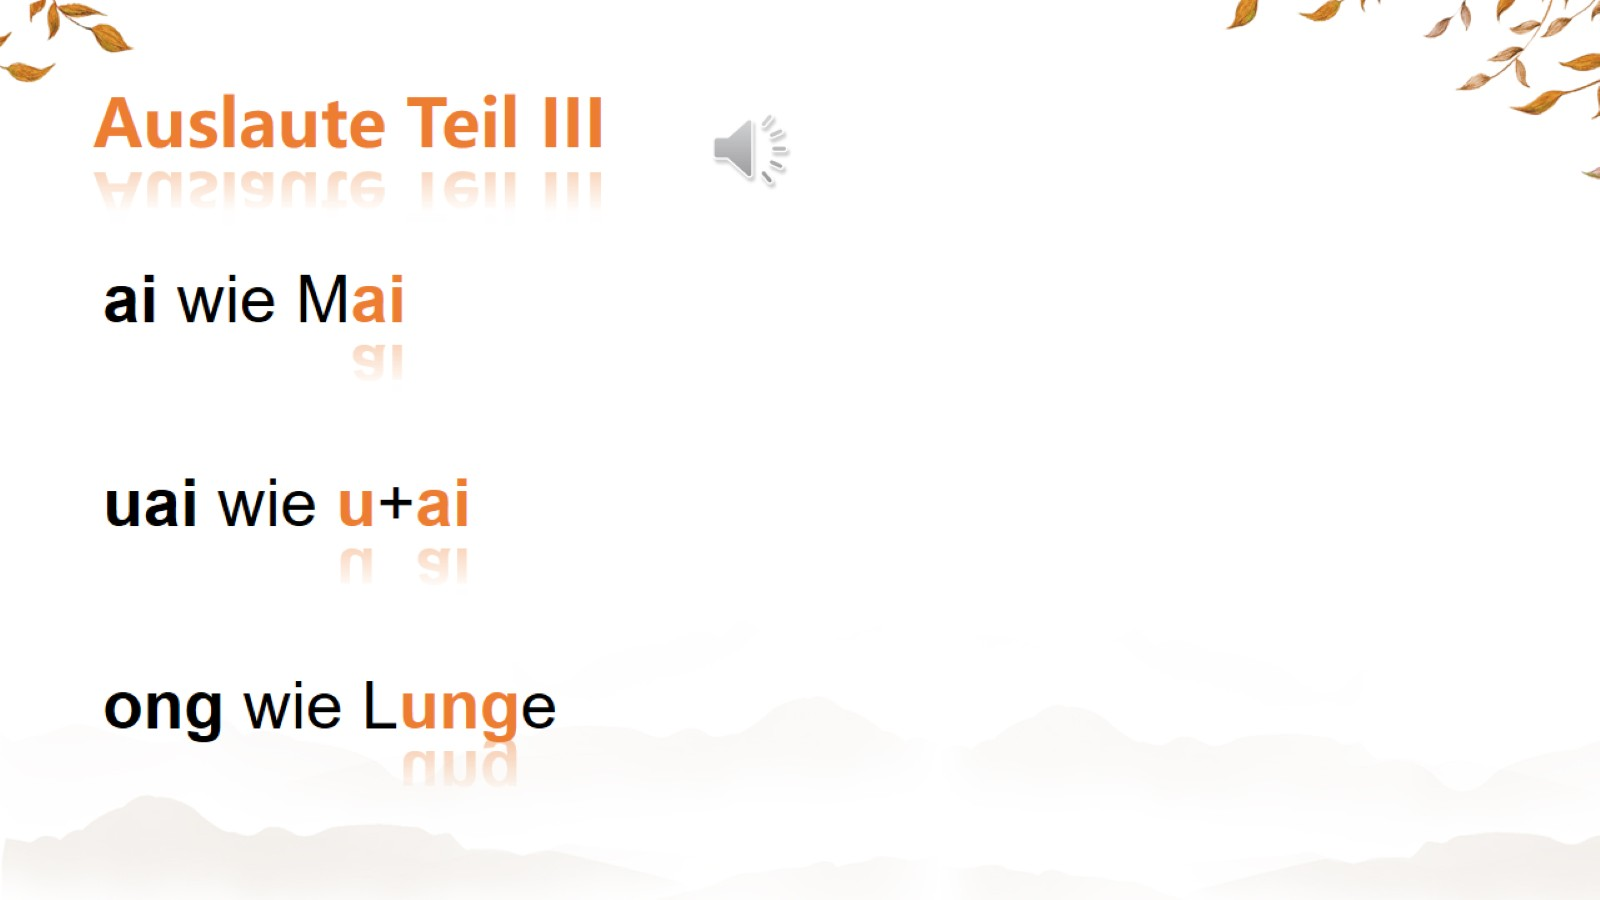 Auslaute Teil III
ai wie Mai
uai wie u+ai
ong wie Lunge